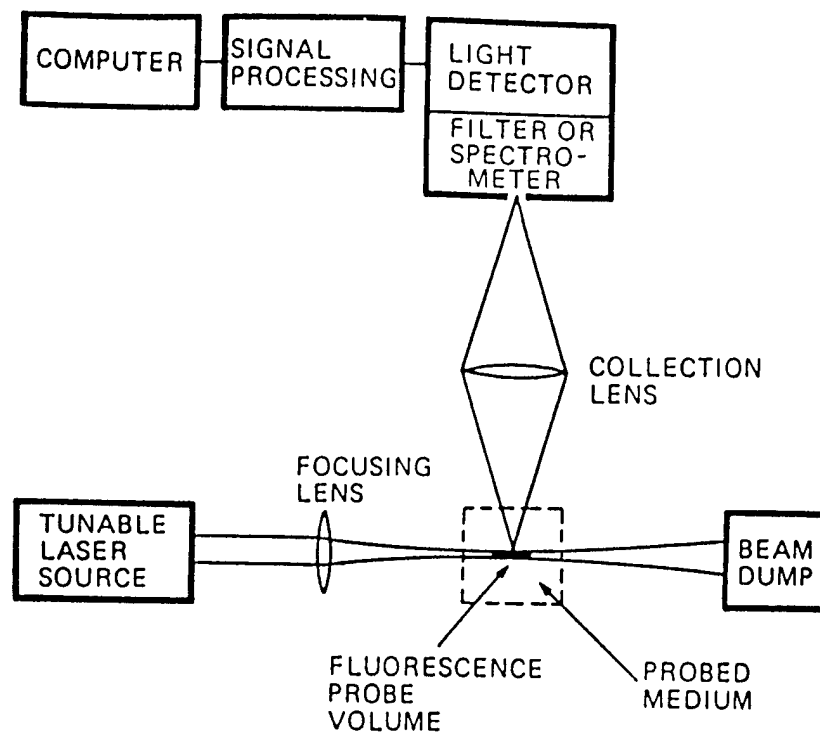 COMPUTER
SIGNAL
PROCESSING
LIGHT
DETECTOR
FILTER OR
SPECTRO-
METER
COLLECTION
LENS
FOCUSING
LENS
TUNABLE
LASER
SOURCE
BEAM
DUMP
FLUORESCENCE
PROBE
VOLUME
PROBED
MEDIUM